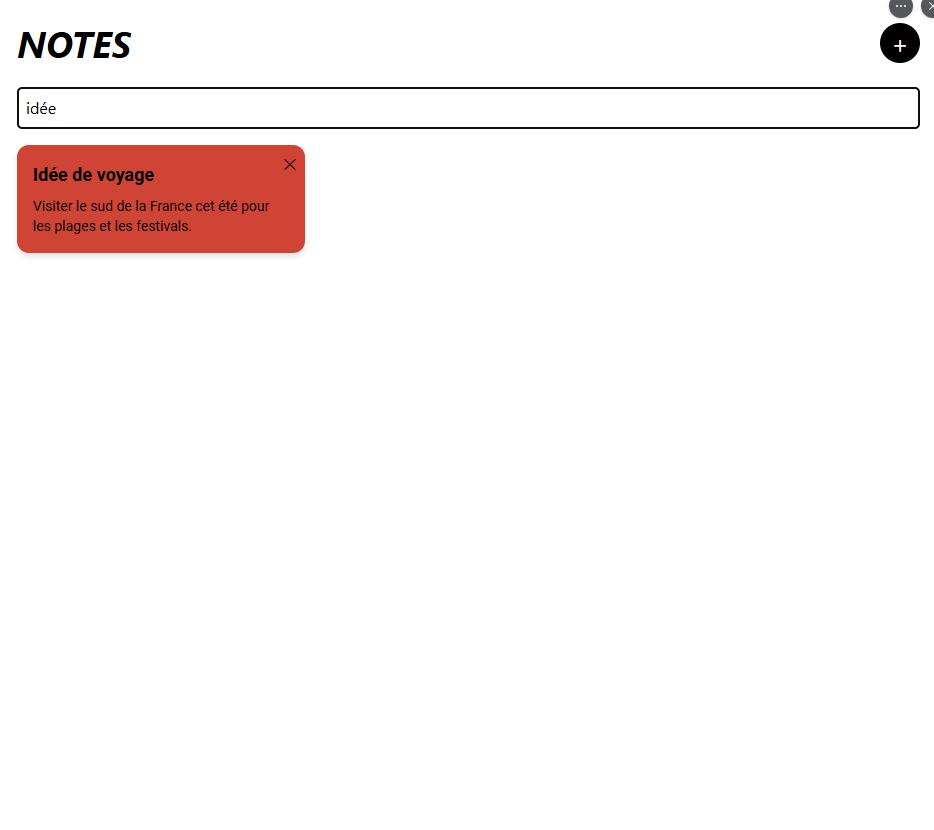 NOTES
+
idée
Idée de voyage
Visiter le sud de la France cet été pour
les plages et les festivals.